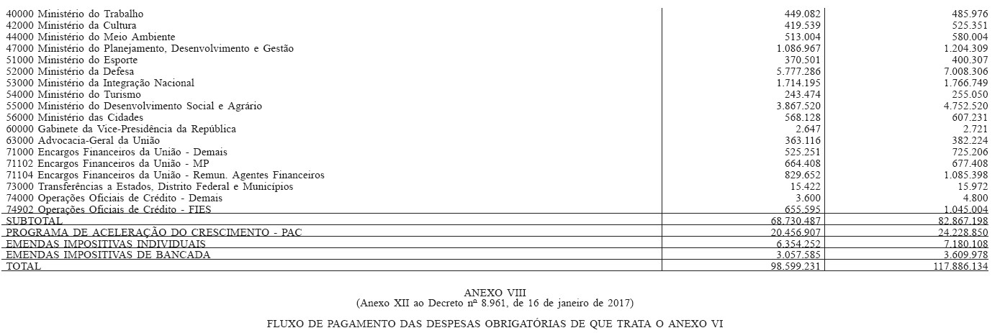 40000 Ministério do Trabalho 449.082 485.976
42000 Ministério da Cultura 419.539 525.351
44000 Ministério do Meio Ambiente 513.004 580.004
47000 Ministério do Planejamento, Desenvolvimento e Gestão 1.086.967 1.204.309
51000 Ministério do Esporte 370.501 400.307
52000 Ministério da Defesa 5.777.286 7.008.306
53000 Ministério da Integração Nacional 1.714.195 1.766.749
54000 Ministério do Turismo 243.474 255.050
55000 Ministério do Desenvolvimento Social e Agrário 3.867.520 4.752.520
56000 Ministério das Cidades 568.128 607.231
60000 Gabinete da Vice-Presidência da República 2.647 2.721
63000 Advocacia-Geral da União 363.116 382.224
71000 Encargos Financeiros da União - Demais 525.251 725.206
71102 Encargos Financeiros da União - MP 664.408 677.408
71104 Encargos Financeiros da União - Remun. Agentes Financeiros 829.652 1.085.398
73000 Transferências a Estados, Distrito Federal e Municípios 15.422 15.972
74000 Operações Oficiais de Crédito - Demais 3.600 4.800
74902 Operações Oficiais de Crédito - FIES 655.595 1.045.004
SUBTOTAL 68.730.487 82.867.198
PROGRAMA DE ACELERAÇÃO DO CRESCIMENTO - PAC 20.456.907 24.228.850
EMENDAS IMPOSITIVAS INDIVIDUAIS 6.354.252 7.180.108
EMENDAS IMPOSITIVAS DE BANCADA 3.057.585 3.609.978
TOTAL 98.599.231 117.886.134
ANEXO VIII
(Anexo XII ao Decreto nº 8.961, de 16 de janeiro de 2017)
FLUXO DE PAGAMENTO DAS DESPESAS OBRIGATÓRIAS DE QUE TRATA O ANEXO VI